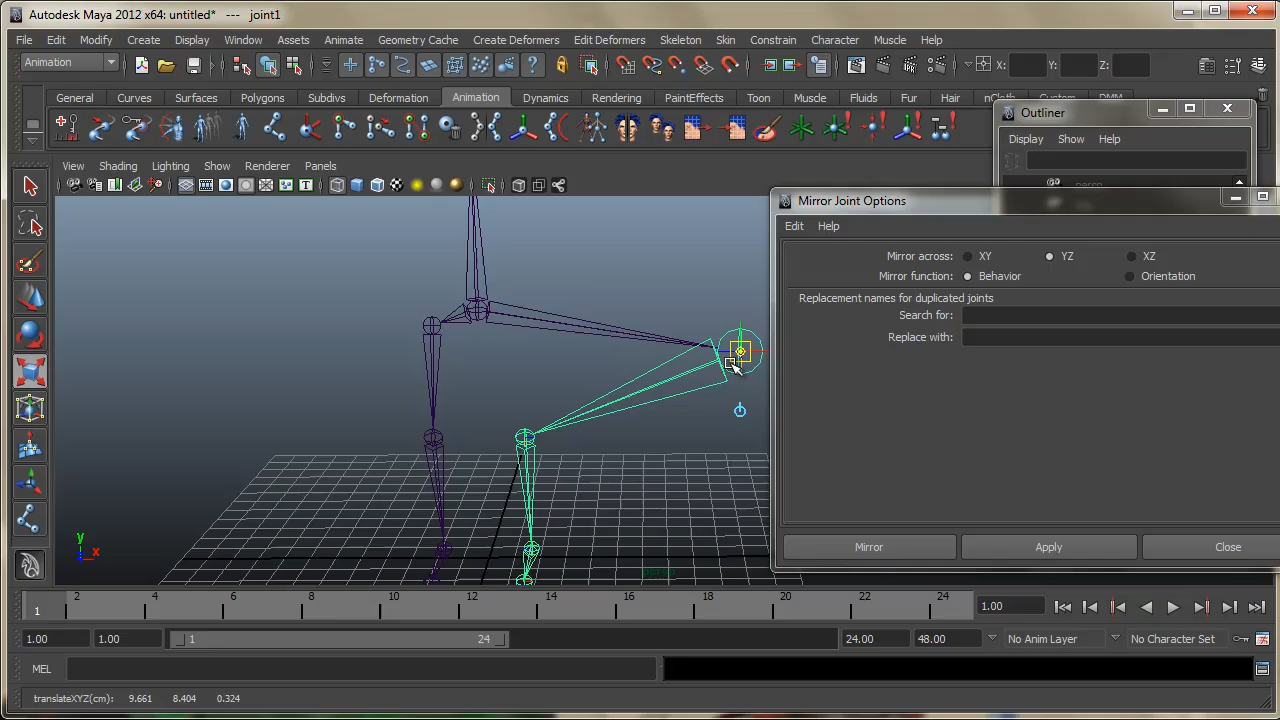 Autodesk Maya 2012 x64: untitled* --- joint1
File Edit Modify Create Display Window Assets Animate Geometry Cache Create Deformers Edit Deformers Skeleton Skin Constrain Character Muscle Help
Animation X: Y: Z:
General Curves Surfaces Polygons Subdivs Deformation Animation Dynamics Rendering PaintEffects Toon Muscle Fluids Fur Hair nCloth Custom DMM
Outliner
Display Show Help
View Shading Lighting Show Renderer Panels
persp
Mirror Joint Options
Edit Help
Mirror across: XY YZ XZ
Mirror function: Behavior Orientation
Replacement names for duplicated joints
Search for:
Replace with:
Mirror Apply Close
y
x
persp
1 2 4 6 8 10 12 14 16 18 20 22 24 1.00
1.00 1.00 1 24 24.00 48.00 No Anim Layer No Character Set
MEL
translateXYZ(cm): 9.661 8.404 0.324